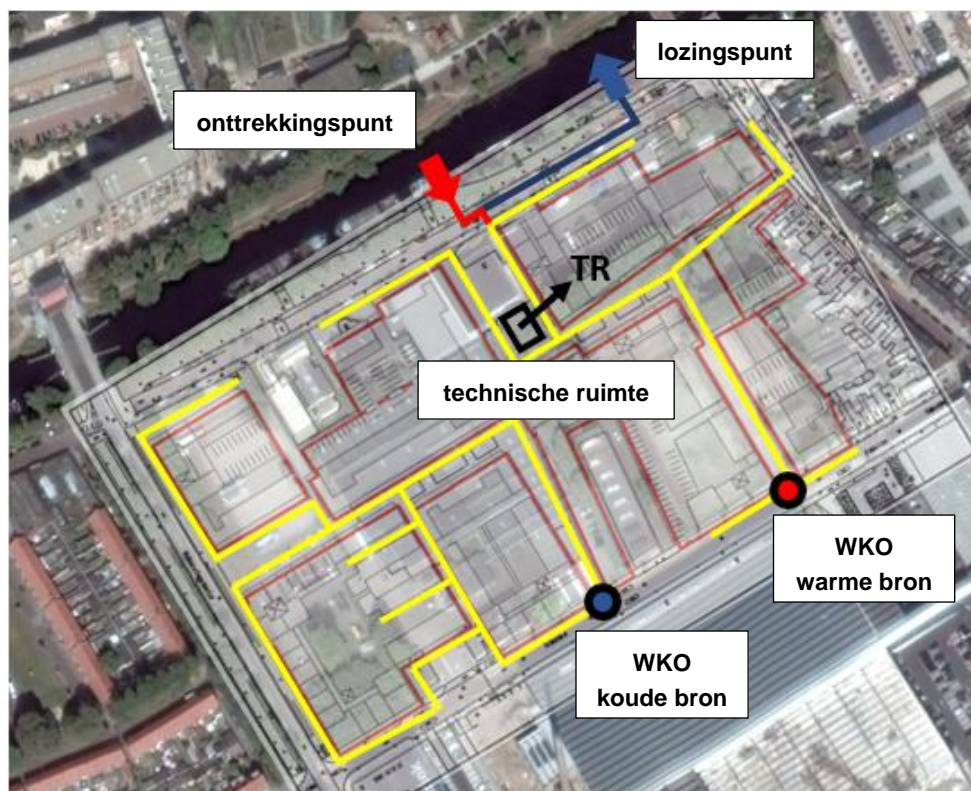 lozingspunt
onttrekkingspunt
TR
technische ruimte
WKO
warme bron
WKO
koude bron